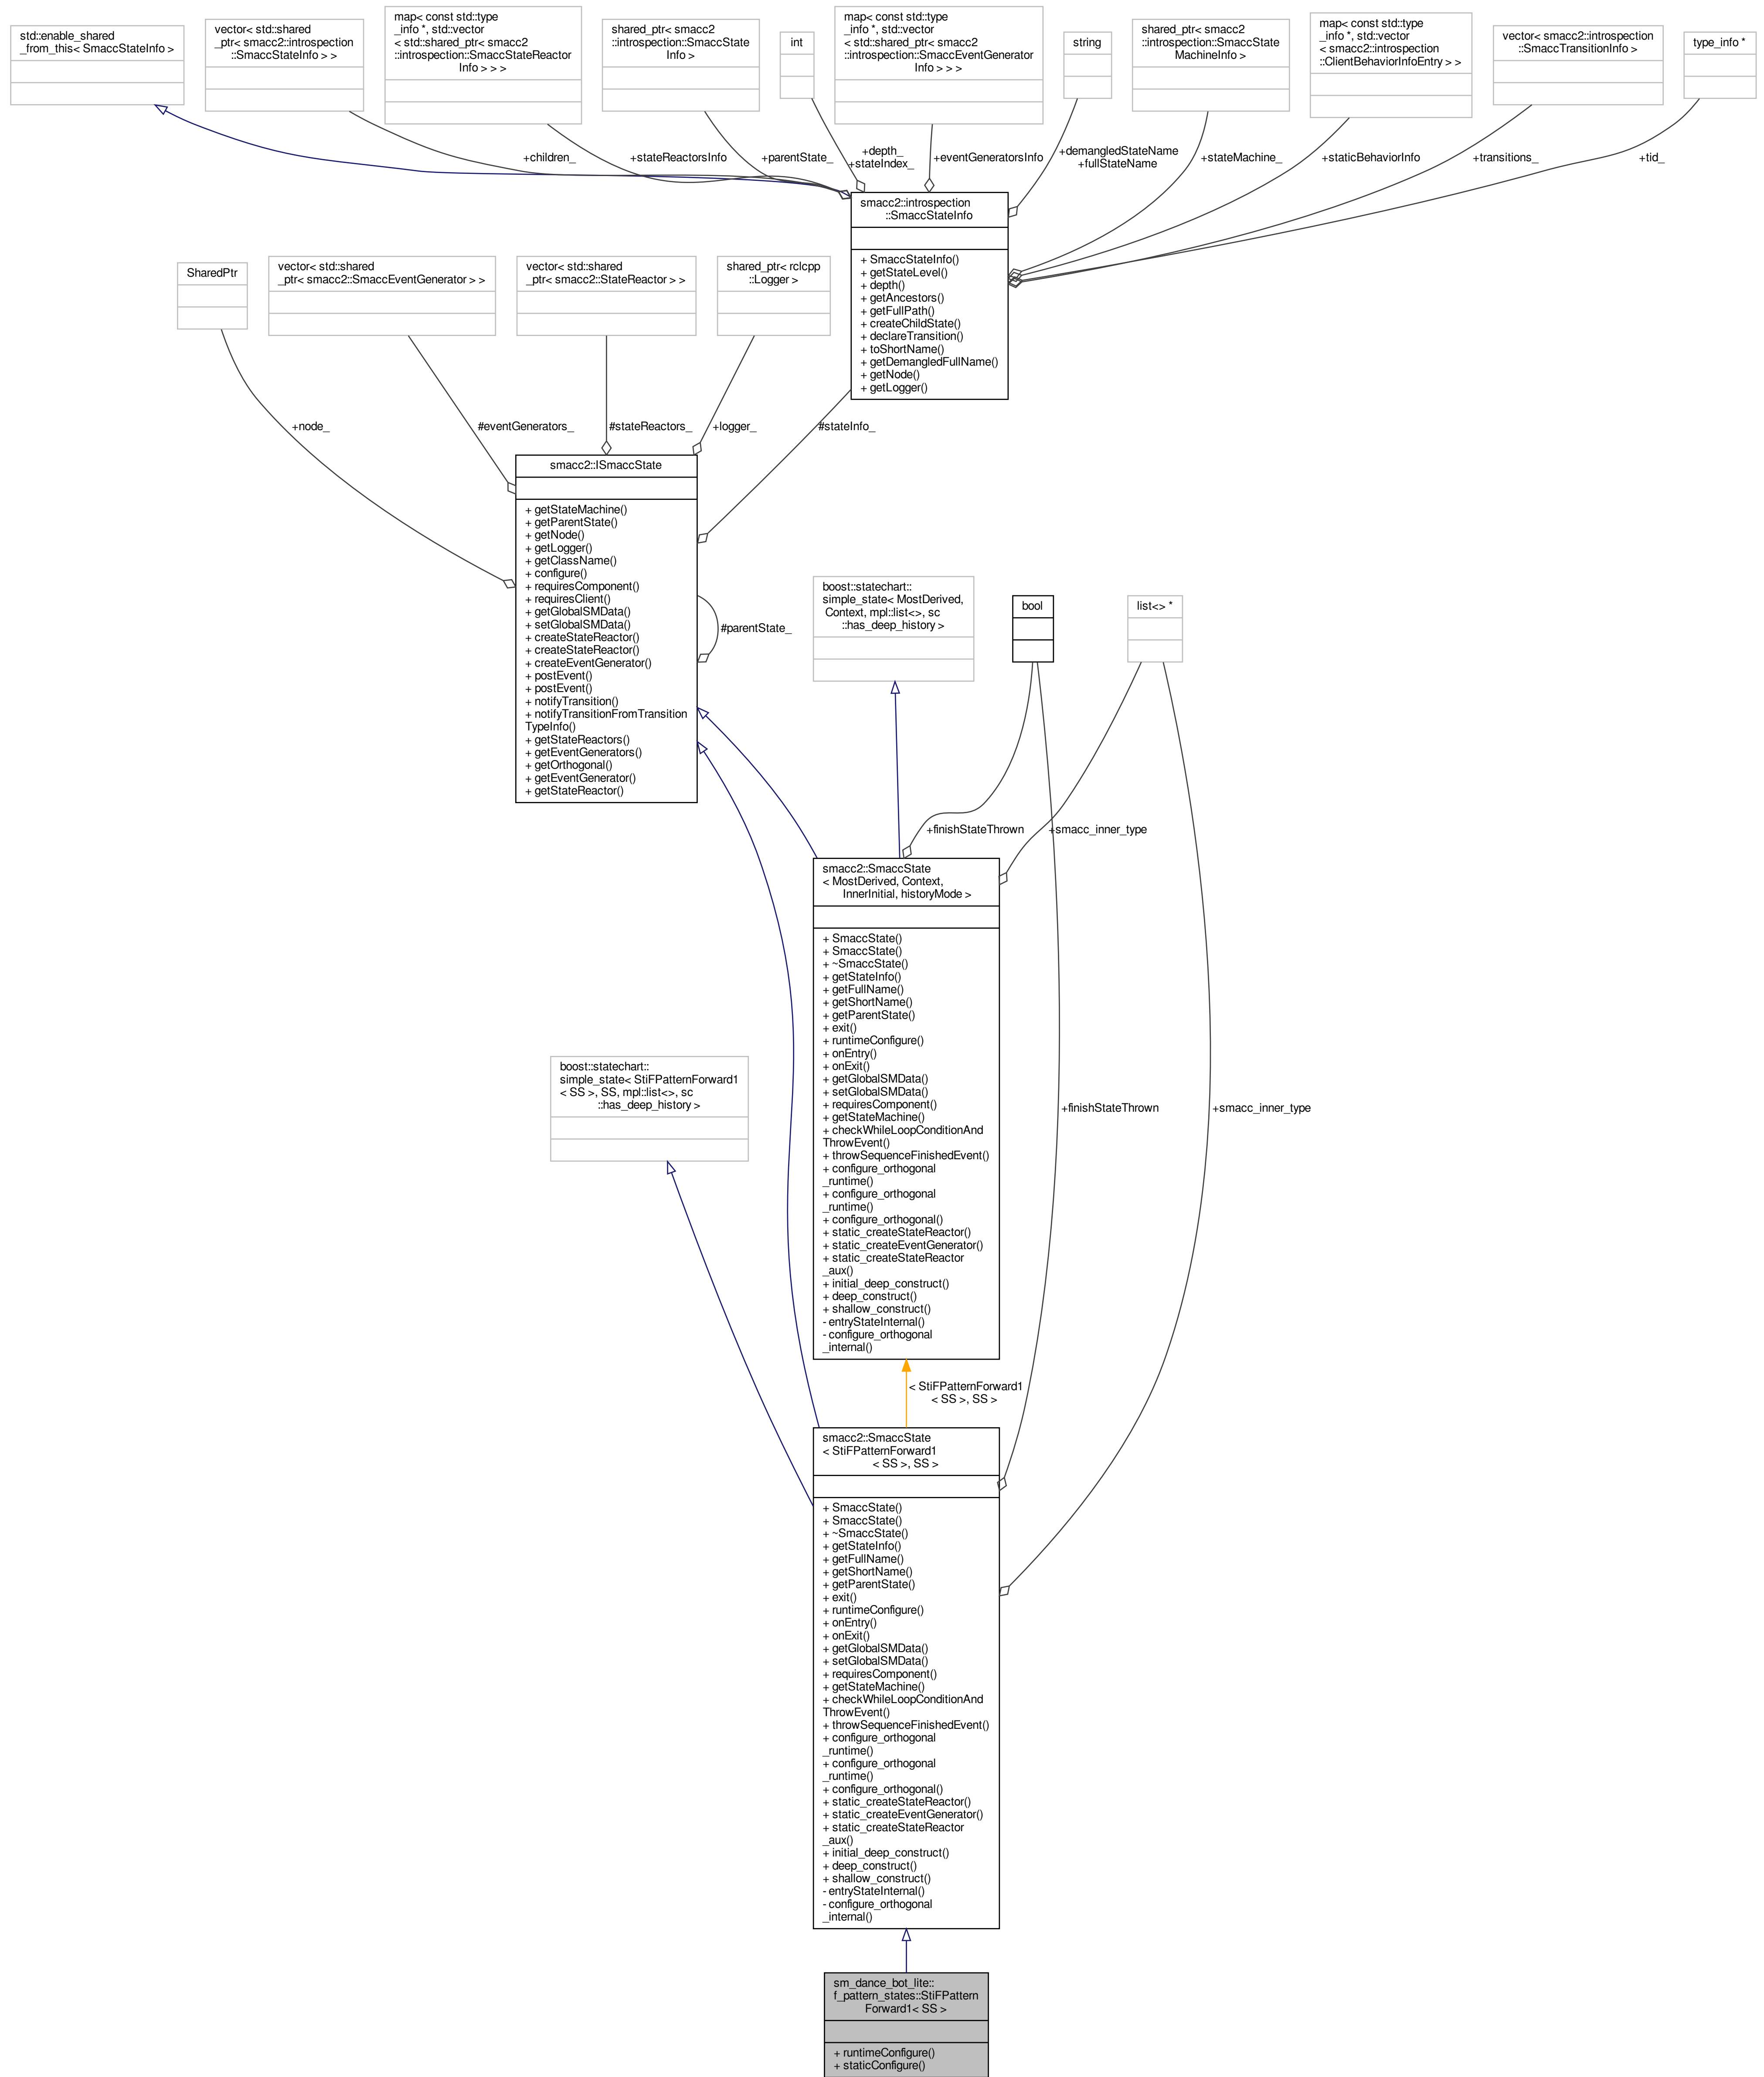 std::enable_shared
_from_this< SmaccStateInfo >
vector< std::shared
_ptr< smacc2::introspection
::SmaccStateInfo > >
map< const std::type
_info *, std::vector
< std::shared_ptr< smacc2
::introspection::SmaccStateReactor
Info > > >
shared_ptr< smacc2
::introspection::SmaccState
Info >
int
map< const std::type
_info *, std::vector
< std::shared_ptr< smacc2
::introspection::SmaccEventGenerator
Info > > >
string
shared_ptr< smacc2
::introspection::SmaccState
MachineInfo >
map< const std::type
_info *, std::vector
< smacc2::introspection
::ClientBehaviorInfoEntry > >
vector< smacc2::introspection
::SmaccTransitionInfo >
type_info *
+children_
+stateReactorsInfo
+parentState_
+depth_
+stateIndex_
+eventGeneratorsInfo
+demangledStateName
+fullStateName
+stateMachine_
+staticBehaviorInfo
+transitions_
+tid_
smacc2::introspection
::SmaccStateInfo
+ SmaccStateInfo()
+ getStateLevel()
+ depth()
+ getAncestors()
+ getFullPath()
+ createChildState()
+ declareTransition()
+ toShortName()
+ getDemangledFullName()
+ getNode()
+ getLogger()
SharedPtr
vector< std::shared
_ptr< smacc2::SmaccEventGenerator > >
vector< std::shared
_ptr< smacc2::StateReactor > >
shared_ptr< rclcpp
::Logger >
+node_
#eventGenerators_
#stateReactors_
+logger_
#stateInfo_
smacc2::ISmaccState
+ getStateMachine()
+ getParentState()
+ getNode()
+ getLogger()
+ getClassName()
+ configure()
+ requiresComponent()
+ requiresClient()
+ getGlobalSMData()
+ setGlobalSMData()
+ createStateReactor()
+ createStateReactor()
+ createEventGenerator()
+ postEvent()
+ postEvent()
+ notifyTransition()
+ notifyTransitionFromTransition
TypeInfo()
+ getStateReactors()
+ getEventGenerators()
+ getOrthogonal()
+ getEventGenerator()
+ getStateReactor()
#parentState_
boost::statechart::
simple_state< MostDerived,
Context, mpl::list<>, sc
::has_deep_history >
bool
list<> *
+finishStateThrown
+smacc_inner_type
smacc2::SmaccState
< MostDerived, Context,
InnerInitial, historyMode >
+ SmaccState()
+ SmaccState()
+ ~SmaccState()
+ getStateInfo()
+ getFullName()
+ getShortName()
+ getParentState()
+ exit()
+ runtimeConfigure()
+ onEntry()
+ onExit()
+ getGlobalSMData()
+ setGlobalSMData()
+ requiresComponent()
+ getStateMachine()
+ checkWhileLoopConditionAnd
ThrowEvent()
+ throwSequenceFinishedEvent()
+ configure_orthogonal
_runtime()
+ configure_orthogonal
_runtime()
+ configure_orthogonal()
+ static_createStateReactor()
+ static_createEventGenerator()
+ static_createStateReactor
_aux()
+ initial_deep_construct()
+ deep_construct()
+ shallow_construct()
- entryStateInternal()
- configure_orthogonal
_internal()
boost::statechart::
simple_state< StiFPatternForward1
< SS >, SS, mpl::list<>, sc
::has_deep_history >
+finishStateThrown
+smacc_inner_type
< StiFPatternForward1
< SS >, SS >
smacc2::SmaccState
< StiFPatternForward1
< SS >, SS >
+ SmaccState()
+ SmaccState()
+ ~SmaccState()
+ getStateInfo()
+ getFullName()
+ getShortName()
+ getParentState()
+ exit()
+ runtimeConfigure()
+ onEntry()
+ onExit()
+ getGlobalSMData()
+ setGlobalSMData()
+ requiresComponent()
+ getStateMachine()
+ checkWhileLoopConditionAnd
ThrowEvent()
+ throwSequenceFinishedEvent()
+ configure_orthogonal
_runtime()
+ configure_orthogonal
_runtime()
+ configure_orthogonal()
+ static_createStateReactor()
+ static_createEventGenerator()
+ static_createStateReactor
_aux()
+ initial_deep_construct()
+ deep_construct()
+ shallow_construct()
- entryStateInternal()
- configure_orthogonal
_internal()
sm_dance_bot_lite::
f_pattern_states::StiFPattern
Forward1< SS >
+ runtimeConfigure()
+ staticConfigure()